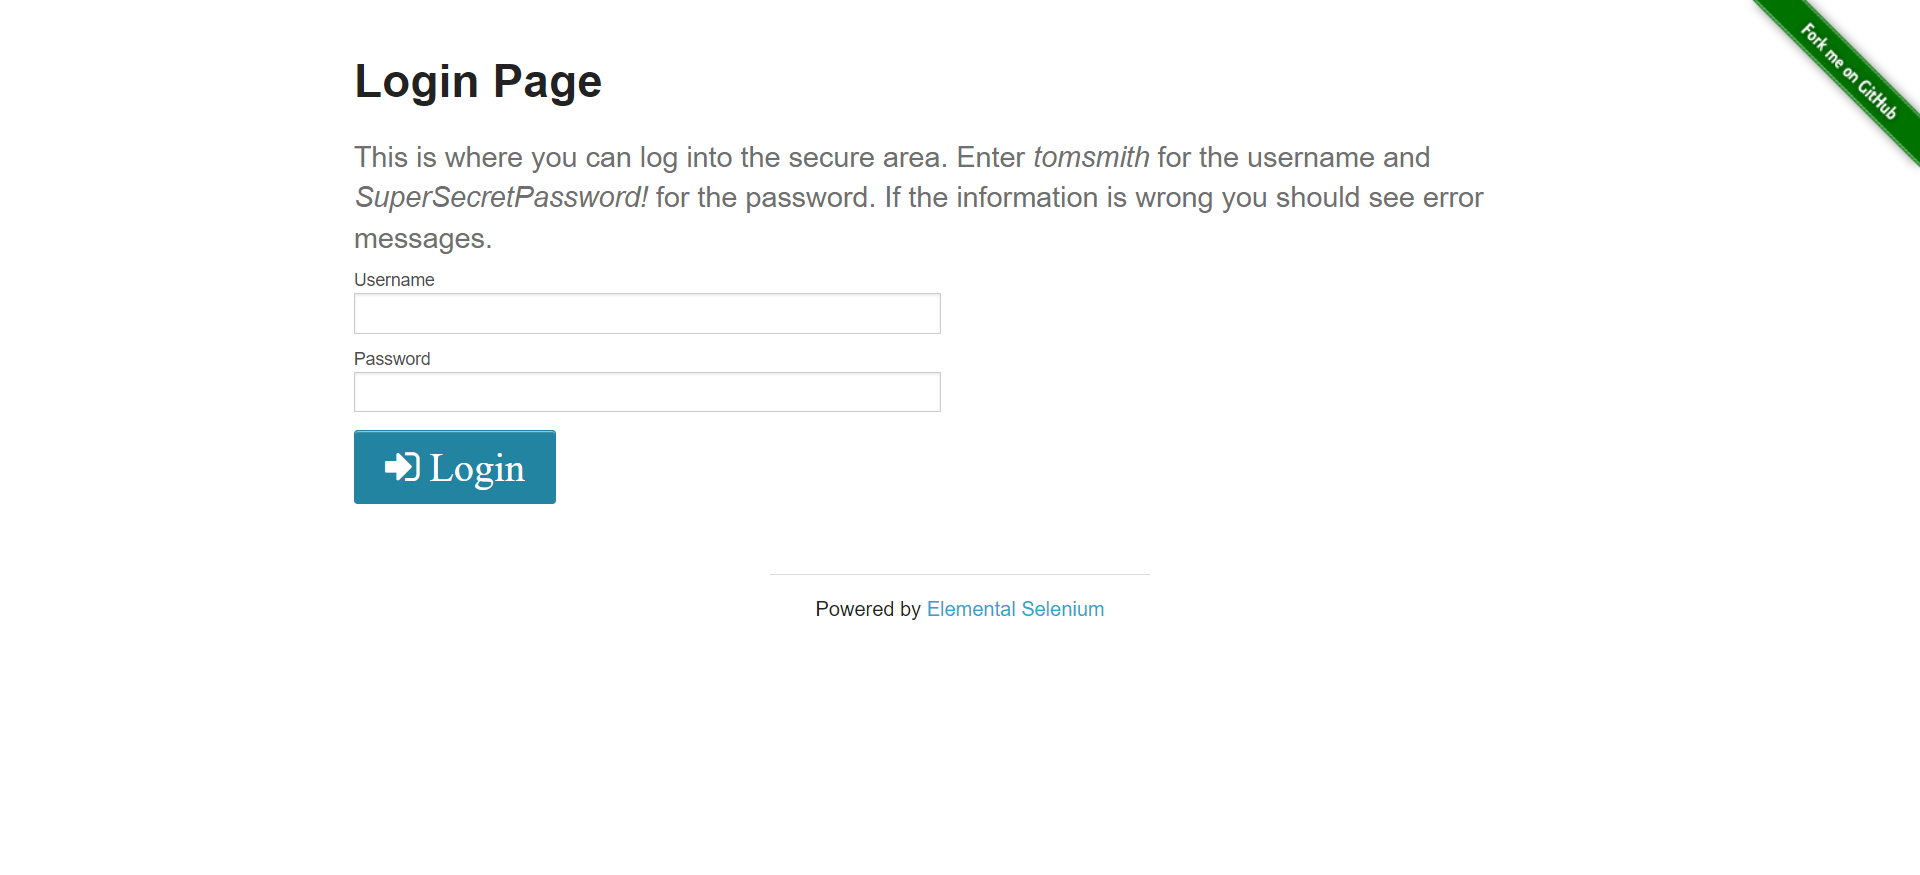 Fork me on GitHub
Login Page
This is where you can log into the secure area. Enter tomsmith for the username and
SuperSecretPassword! for the password. If the information is wrong you should see error
messages.
Username
Password
Login
Powered by Elemental Selenium